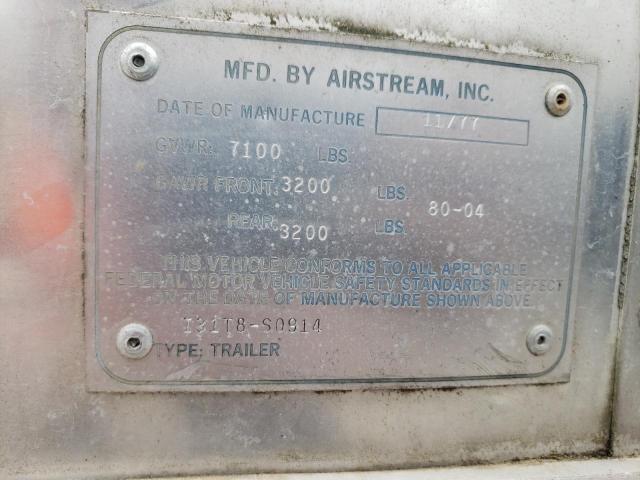 MFD. BY AIRSTREAM, INC.
DATE OF MANUFACTURE 11/77
GVWR: 7100 LBS.
GAWR FRONT: 3200 LBS.
80-04
REAR: 3200 LBS.
THIS VEHICLE CONFORMS TO ALL APPLICABLE
FEDERAL MOTOR VEHICLE SAFETY STANDARDS IN EFFECT
ON THE DATE OF MANUFACTURE SHOWN ABOVE.
I31T8-S0914
TYPE: TRAILER